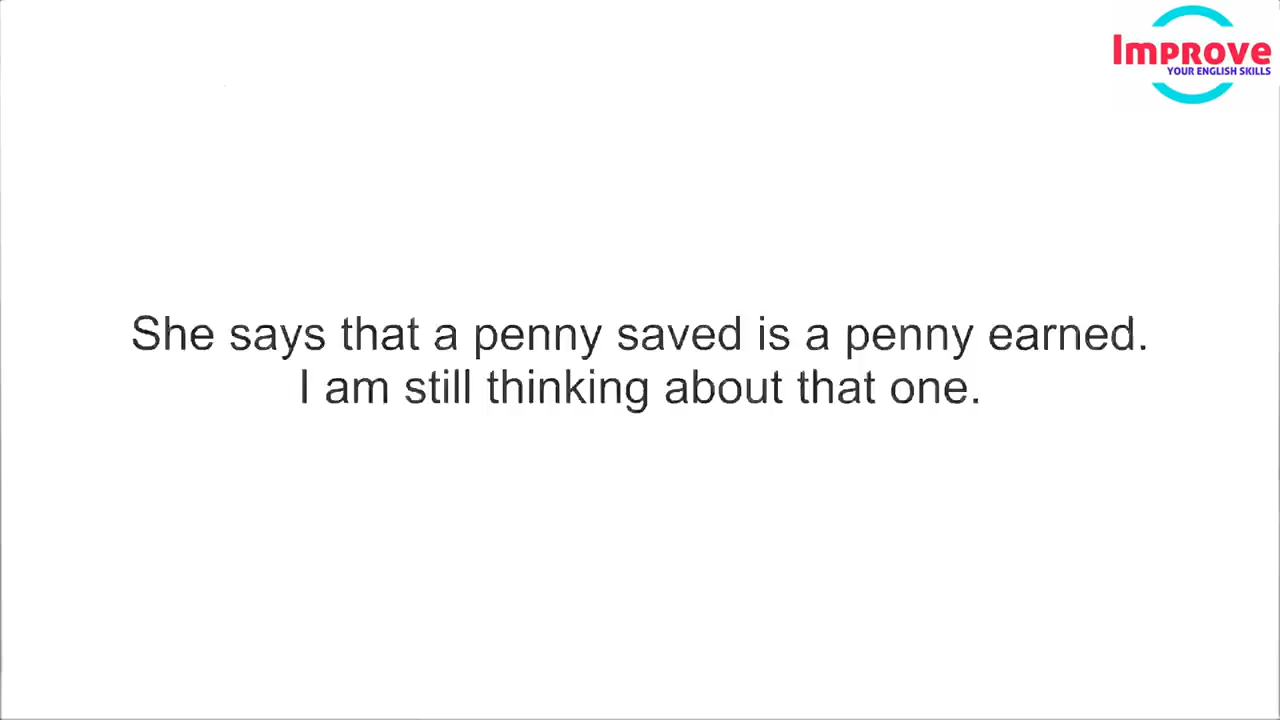 Improve
YOUR ENGLISH SKILLS
She says that a penny saved is a penny earned.
I am still thinking about that one.